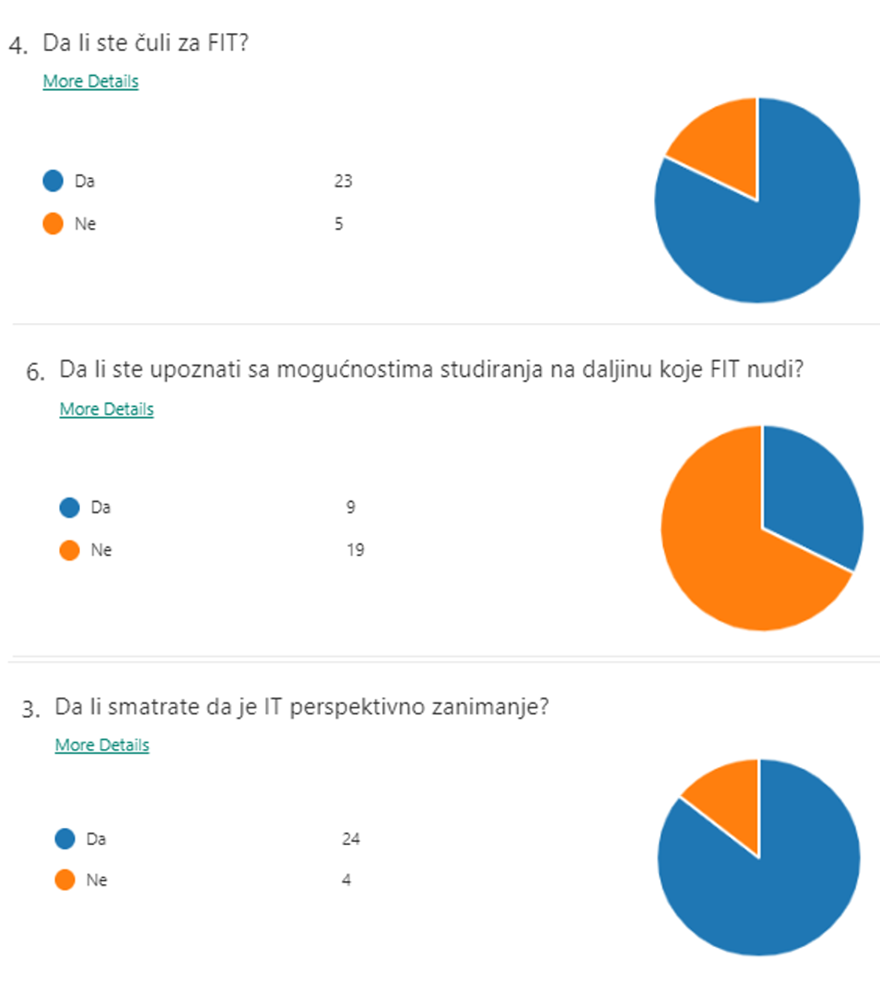 4. Da li ste čuli za FIT?
More Details
Da 23
Ne 5
6. Da li ste upoznati sa mogućnostima studiranja na daljinu koje FIT nudi?
More Details
Da 9
Ne 19
3. Da li smatrate da je IT perspektivno zanimanje?
More Details
Da 24
Ne 4